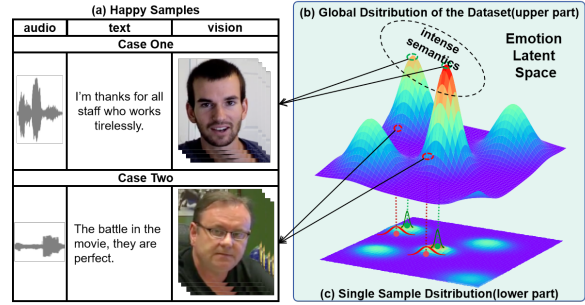 (a) Happy Samples
audio text vision
Case One
I'm thanks for all
staff who works
tirelessly.
Case Two
The battle in the
movie, they are
perfect.
(b) Global Dsitribution of the Dataset(upper part)
intense
semantics
Emotion
Latent
Space
(c) Single Sample Dsitribution(lower part)